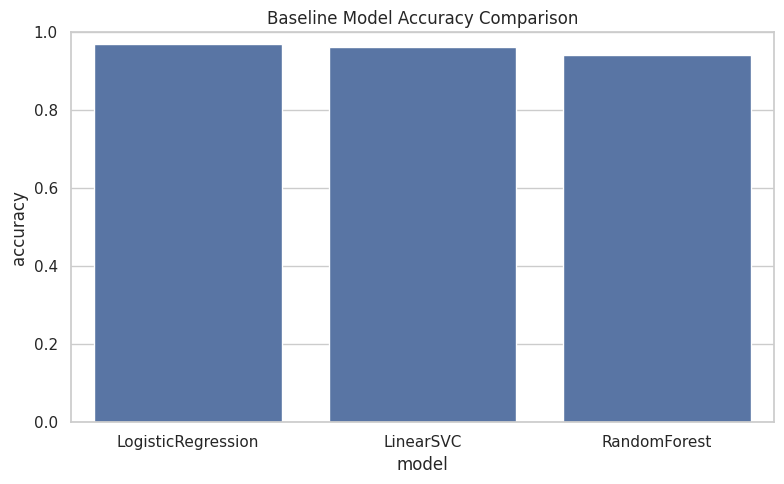 Baseline Model Accuracy Comparison
1.0
0.8
0.6
0.4
0.2
0.0
accuracy
LogisticRegression LinearSVC RandomForest
model